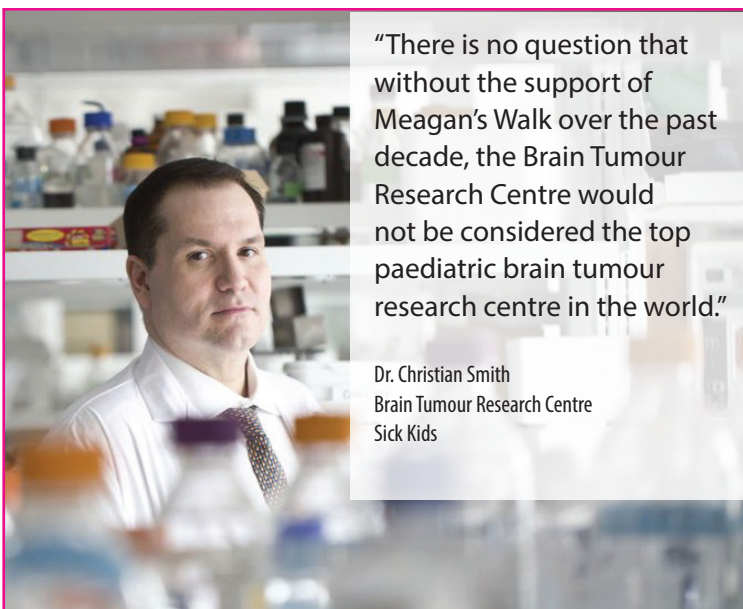 “There is no question that
without the support of
Meagan’s Walk over the past
decade, the Brain Tumour
Research Centre would
not be considered the top
paediatric brain tumour
research centre in the world.”
Dr. Christian Smith
Brain Tumour Research Centre
Sick Kids